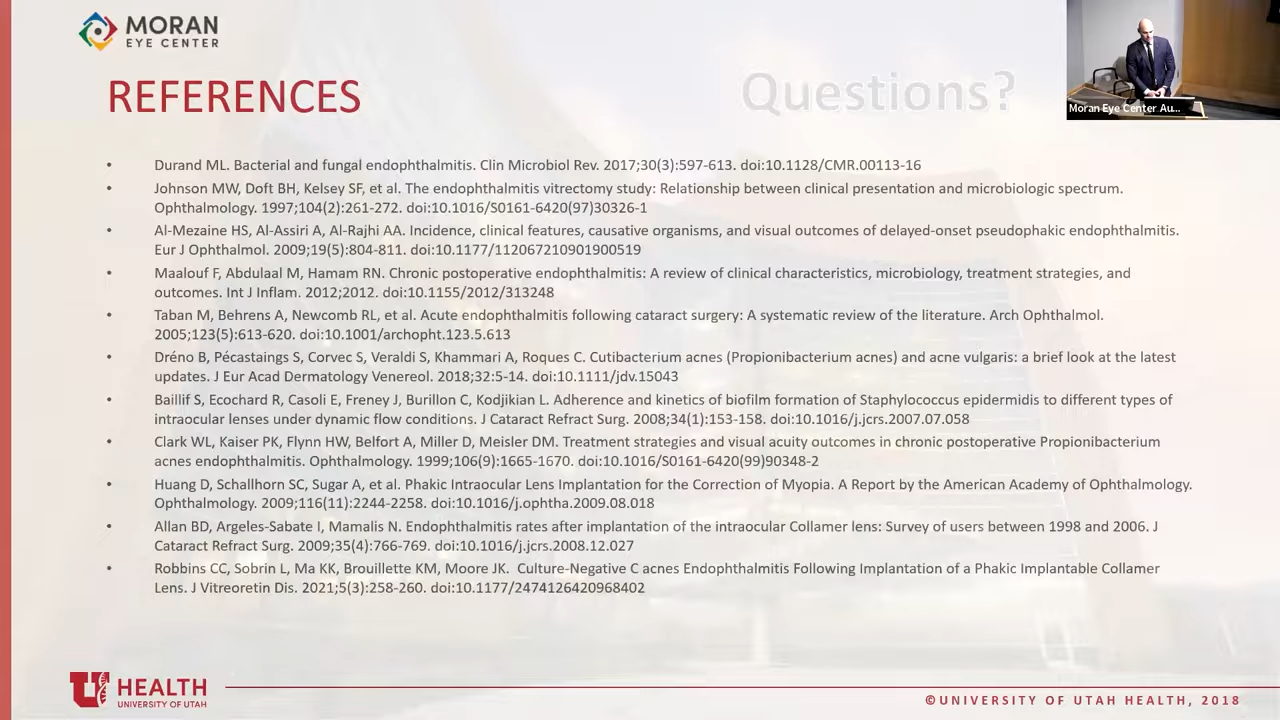 MORAN
EYE CENTER
REFERENCES
Questions?
Moran Eye Center Au...
• Durand ML. Bacterial and fungal endophthalmitis. Clin Microbiol Rev. 2017;30(3):597-613. doi:10.1128/CMR.00113-16
• Johnson MW, Doft BH, Kelsey SF, et al. The endophthalmitis vitrectomy study: Relationship between clinical presentation and microbiologic spectrum.
Ophthalmology. 1997;104(2):261-272. doi:10.1016/S0161-6420(97)30326-1
• Al-Mezaine HS, Al-Assiri A, Al-Rajhi AA. Incidence, clinical features, causative organisms, and visual outcomes of delayed-onset pseudophakic endophthalmitis.
Eur J Ophthalmol. 2009;19(5):804-811. doi:10.1177/112067210901900519
• Maalouf F, Abdulaal M, Hamam RN. Chronic postoperative endophthalmitis: A review of clinical characteristics, microbiology, treatment strategies, and
outcomes. Int J Inflam. 2012;2012. doi:10.1155/2012/313248
• Taban M, Behrens A, Newcomb RL, et al. Acute endophthalmitis following cataract surgery: A systematic review of the literature. Arch Ophthalmol.
2005;123(5):613-620. doi:10.1001/archopht.123.5.613
• Dréno B, Pécastaings S, Corvec S, Veraldi S, Khammari A, Roques C. Cutibacterium acnes (Propionibacterium acnes) and acne vulgaris: a brief look at the latest
updates. J Eur Acad Dermatology Venereol. 2018;32:5-14. doi:10.1111/jdv.15043
• Baillif S, Ecochard R, Casoli E, Freney J, Burillon C, Kodjikian L. Adherence and kinetics of biofilm formation of Staphylococcus epidermidis to different types of
intraocular lenses under dynamic flow conditions. J Cataract Refract Surg. 2008;34(1):153-158. doi:10.1016/j.jcrs.2007.07.058
• Clark WL, Kaiser PK, Flynn HW, Belfort A, Miller D, Meisler DM. Treatment strategies and visual acuity outcomes in chronic postoperative Propionibacterium
acnes endophthalmitis. Ophthalmology. 1999;106(9):1665-1670. doi:10.1016/S0161-6420(99)90348-2
• Huang D, Schallhorn SC, Sugar A, et al. Phakic Intraocular Lens Implantation for the Correction of Myopia. A Report by the American Academy of Ophthalmology.
Ophthalmology. 2009;116(11):2244-2258. doi:10.1016/j.ophtha.2009.08.018
• Allan BD, Argeles-Sabate I, Mamalis N. Endophthalmitis rates after implantation of the intraocular Collamer lens: Survey of users between 1998 and 2006. J
Cataract Refract Surg. 2009;35(4):766-769. doi:10.1016/j.jcrs.2008.12.027
• Robbins CC, Sobrin L, Ma KK, Brouillette KM, Moore JK. Culture-Negative C acnes Endophthalmitis Following Implantation of a Phakic Implantable Collamer
Lens. J Vitreoretin Dis. 2021;5(3):258-260. doi:10.1177/2474126420968402
U HEALTH
UNIVERSITY OF UTAH
©UNIVERSITY OF UTAH HEALTH, 2018